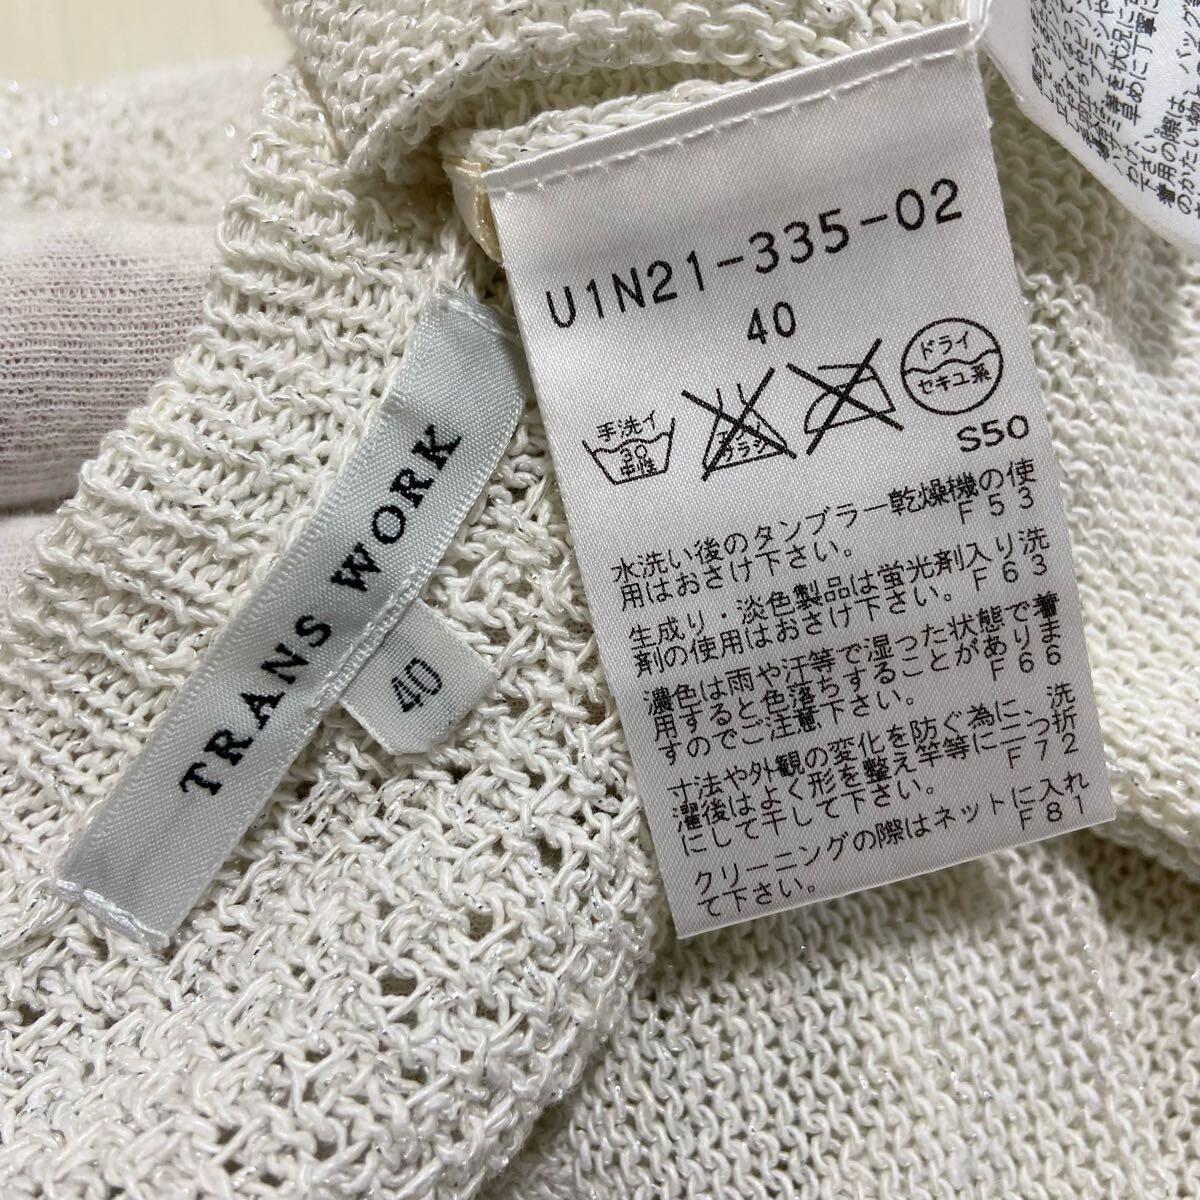 TRANS WORK
40
U1N21-335-02
40
手洗イ
30
中性
エンソ
サラシ
ドライ
セキユ系
S50
水洗い後のタンブラー乾燥機の使
用はおさけ下さい。 F53
生成り・淡色製品は蛍光剤入り洗
剤の使用はおさけ下さい。 F63
濃色は雨や汗等で湿った状態で着
用すると色落ちすることがありま
すのでご注意下さい。 F66
寸法や外観の変化を防ぐ為に、洗
濯後はよく形を整え竿等に二つ折
にして干して下さい。 F72
クリーニングの際はネットに入れ
て下さい。 F81